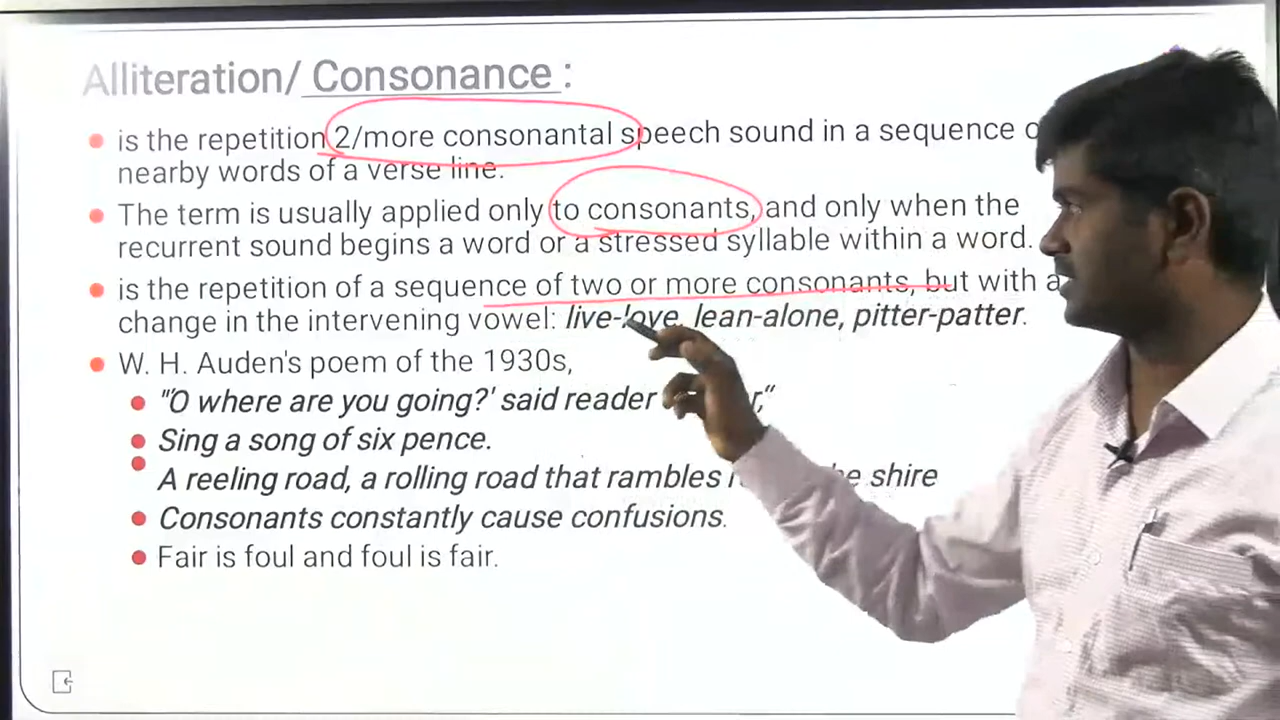 Alliteration/ Consonance :
is the repetition 2/more consonantal speech sound in a sequence
nearby words of a verse line.
The term is usually applied only to consonants, and only when the
recurrent sound begins a word or a stressed syllable within a word.
is the repetition of a sequence of two or more consonants, but with a
change in the intervening vowel: live-love, lean-alone, pitter-patter.
W. H. Auden's poem of the 1930s,
"'O where are you going?' said reader
Sing a song of six pence.
A reeling road, a rolling road that rambles shire
Consonants constantly cause confusions.
Fair is foul and foul is fair.